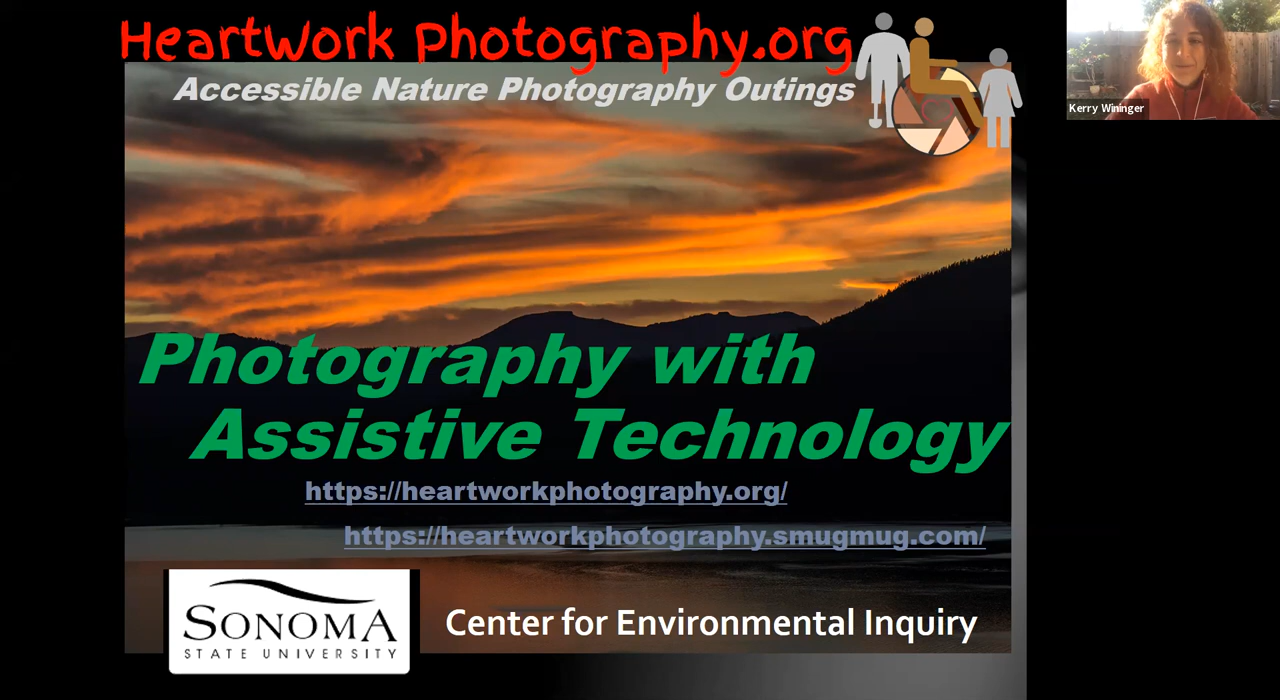 HeartWork Photography.org
Accessible Nature Photography Outings
Kerry Wininger
Photography with
Assistive Technology
https://heartworkphotography.org/
https://heartworkphotography.smugmug.com/
SONOMA
STATE UNIVERSITY
Center for Environmental Inquiry